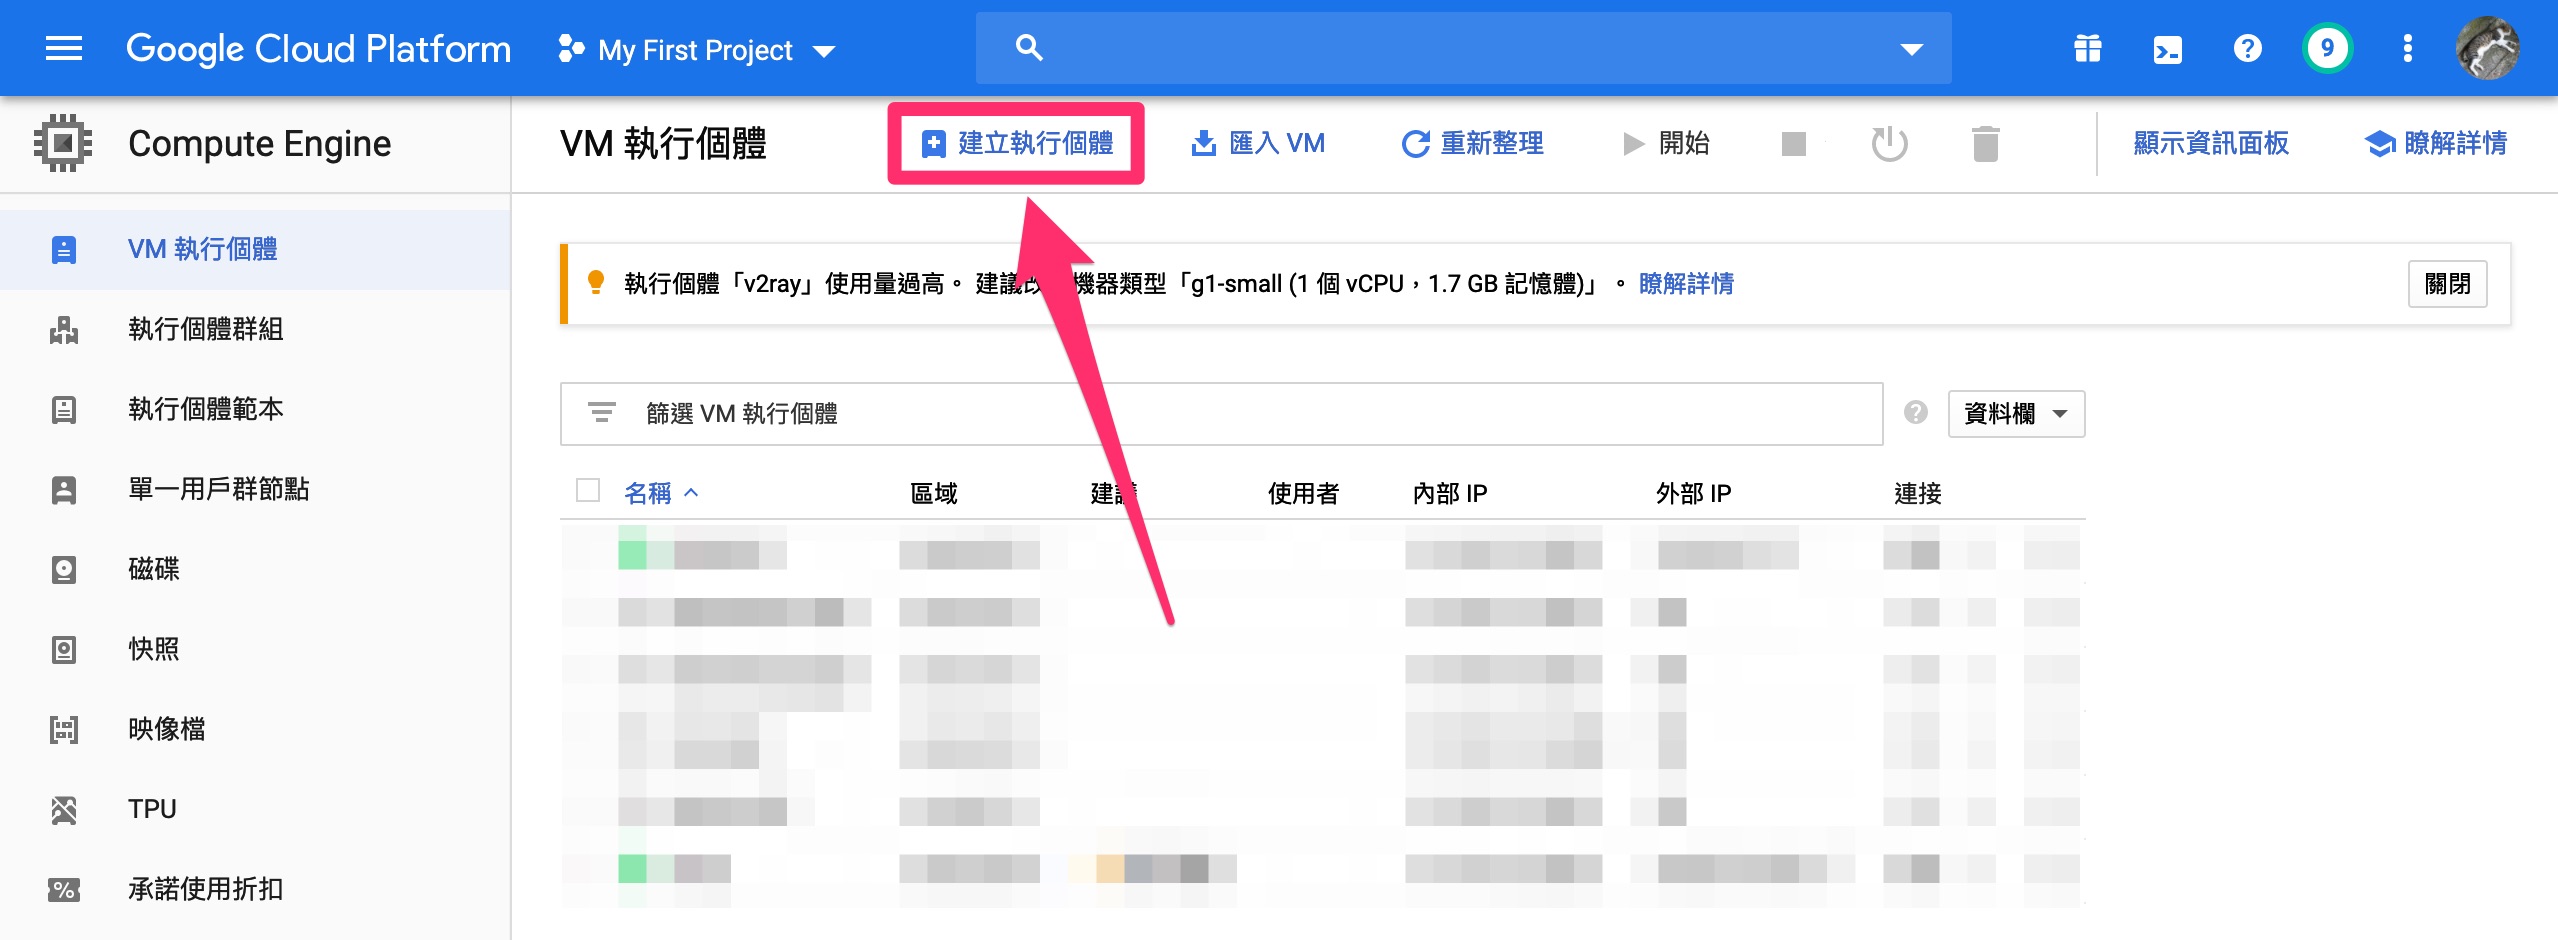 Google Cloud Platform My First Project 9
Compute Engine
VM 執行個體 建立執行個體 匯入 VM 重新整理 開始 顯示資訊面板 瞭解詳情
VM 執行個體
執行個體群組
執行個體範本
單一用戶群節點
磁碟
快照
映像檔
TPU
承諾使用折扣
執行個體「v2ray」使用量過高。 建議改 機器類型「g1-small (1 個 vCPU，1.7 GB 記憶體)」。 瞭解詳情 關閉
篩選 VM 執行個體 資料欄
名稱 區域 建議 使用者 內部 IP 外部 IP 連接